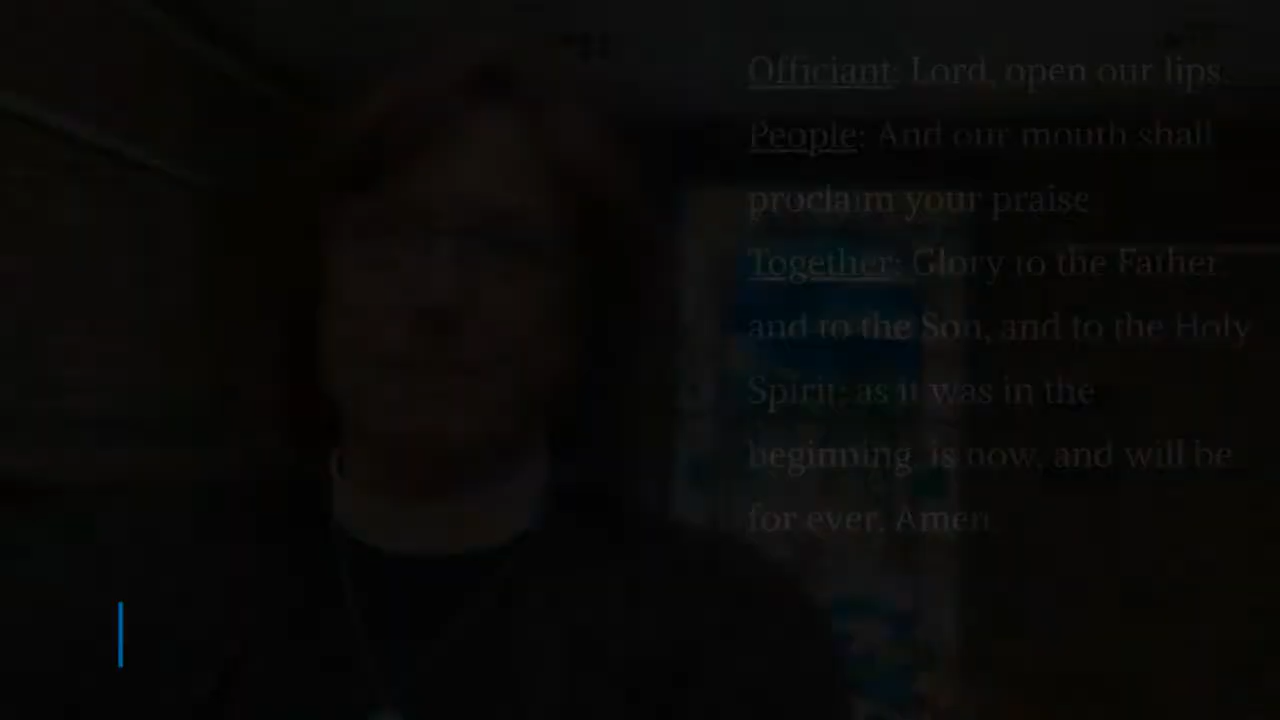 Officiant: Lord, open our lips.
People: And our mouth shall
proclaim your praise
Together: Glory to the Father,
and to the Son, and to the Holy
Spirit: as it was in the
beginning, is now, and will be
for ever. Amen.